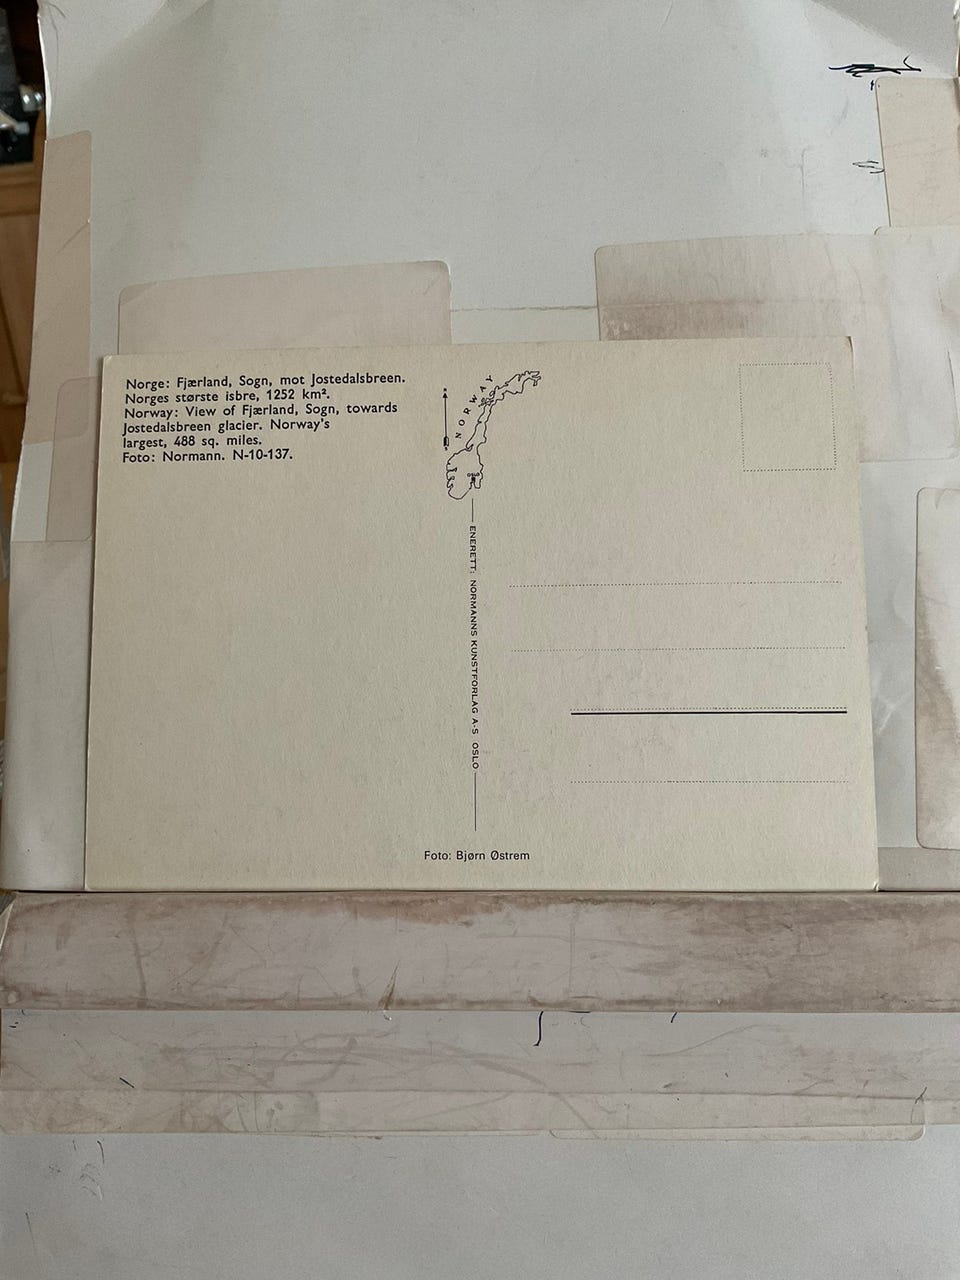 Norge: Fjærland, Sogn, mot Jostedalsbreen.
Norges største isbre, 1252 km².
Norway: View of Fjærland, Sogn, towards
Jostedalsbreen glacier. Norway's
largest, 488 sq. miles.
Foto: Normann. N-10-137.
NORWAY
OSLO
ENERETT: NORMANNS KUNSTFORLAG A-S OSLO
Foto: Bjørn Østrem